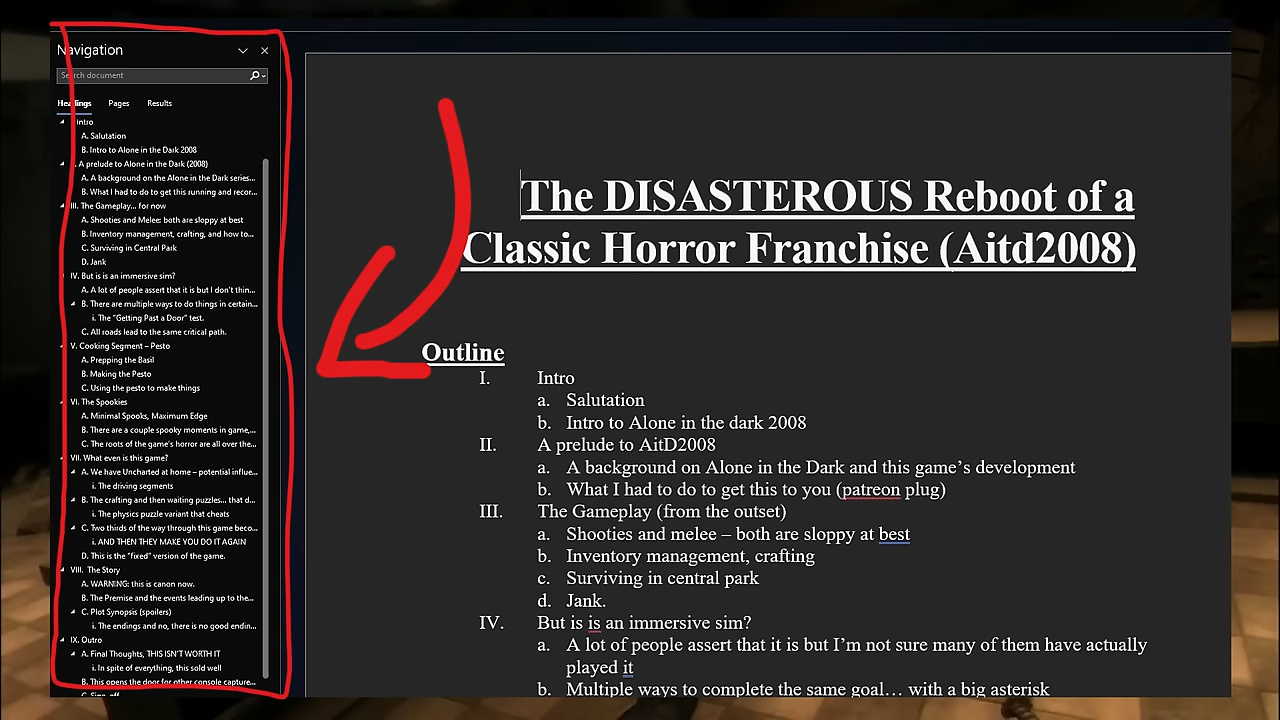 Navigation
Search document
Headings Pages Results
Intro
A. Salutation
B. Intro to Alone in the Dark 2008
. A prelude to Alone in the Dark (2008)
A. A background on the Alone in the Dark series...
B. What I had to do to get this running and recor...
III. The Gameplay... for now
A. Shooties and Melee: both are sloppy at best
B. Inventory management, crafting, and how to...
C. Surviving in Central Park
D. Jank
IV. But is is an immersive sim?
A. A lot of people assert that it is but I don't thin...
B. There are multiple ways to do things in certain...
i. The "Getting Past a Door" test.
C. All roads lead to the same critical path.
V. Cooking Segment – Pesto
A. Prepping the Basil
B. Making the Pesto
C. Using the pesto to make things
VI. The Spookies
A. Minimal Spooks, Maximum Edge
B. There are a couple spooky moments in game,...
C. The roots of the game's horror are all over the...
VII. What even is this game?
A. We have Uncharted at home – potential influe...
i. The driving segments
B. The crafting and then waiting puzzles... that d...
i. The physics puzzle variant that cheats
C. Two thirds of the way through this game beco...
i. AND THEN THEY MAKE YOU DO IT AGAIN
D. This is the "fixed" version of the game.
VIII. The Story
A. WARNING: this is canon now.
B. The Premise and the events leading up to the...
C. Plot Synopsis (spoilers)
i. The endings and no, there is no good endin...
IX. Outro
A. Final Thoughts, THIS ISN'T WORTH IT
i. In spite of everything, this sold well
B. This opens the door for other console capture...
C. Sign-off
The DISASTEROUS Reboot of a
Classic Horror Franchise (Aitd2008)
Outline
I. Intro
a. Salutation
b. Intro to Alone in the dark 2008
II. A prelude to AitD2008
a. A background on Alone in the Dark and this game's development
b. What I had to do to get this to you (patreon plug)
III. The Gameplay (from the outset)
a. Shooties and melee – both are sloppy at best
b. Inventory management, crafting
c. Surviving in central park
d. Jank.
IV. But is is an immersive sim?
a. A lot of people assert that it is but I'm not sure many of them have actually
played it
b. Multiple ways to complete the same goal… with a big asterisk